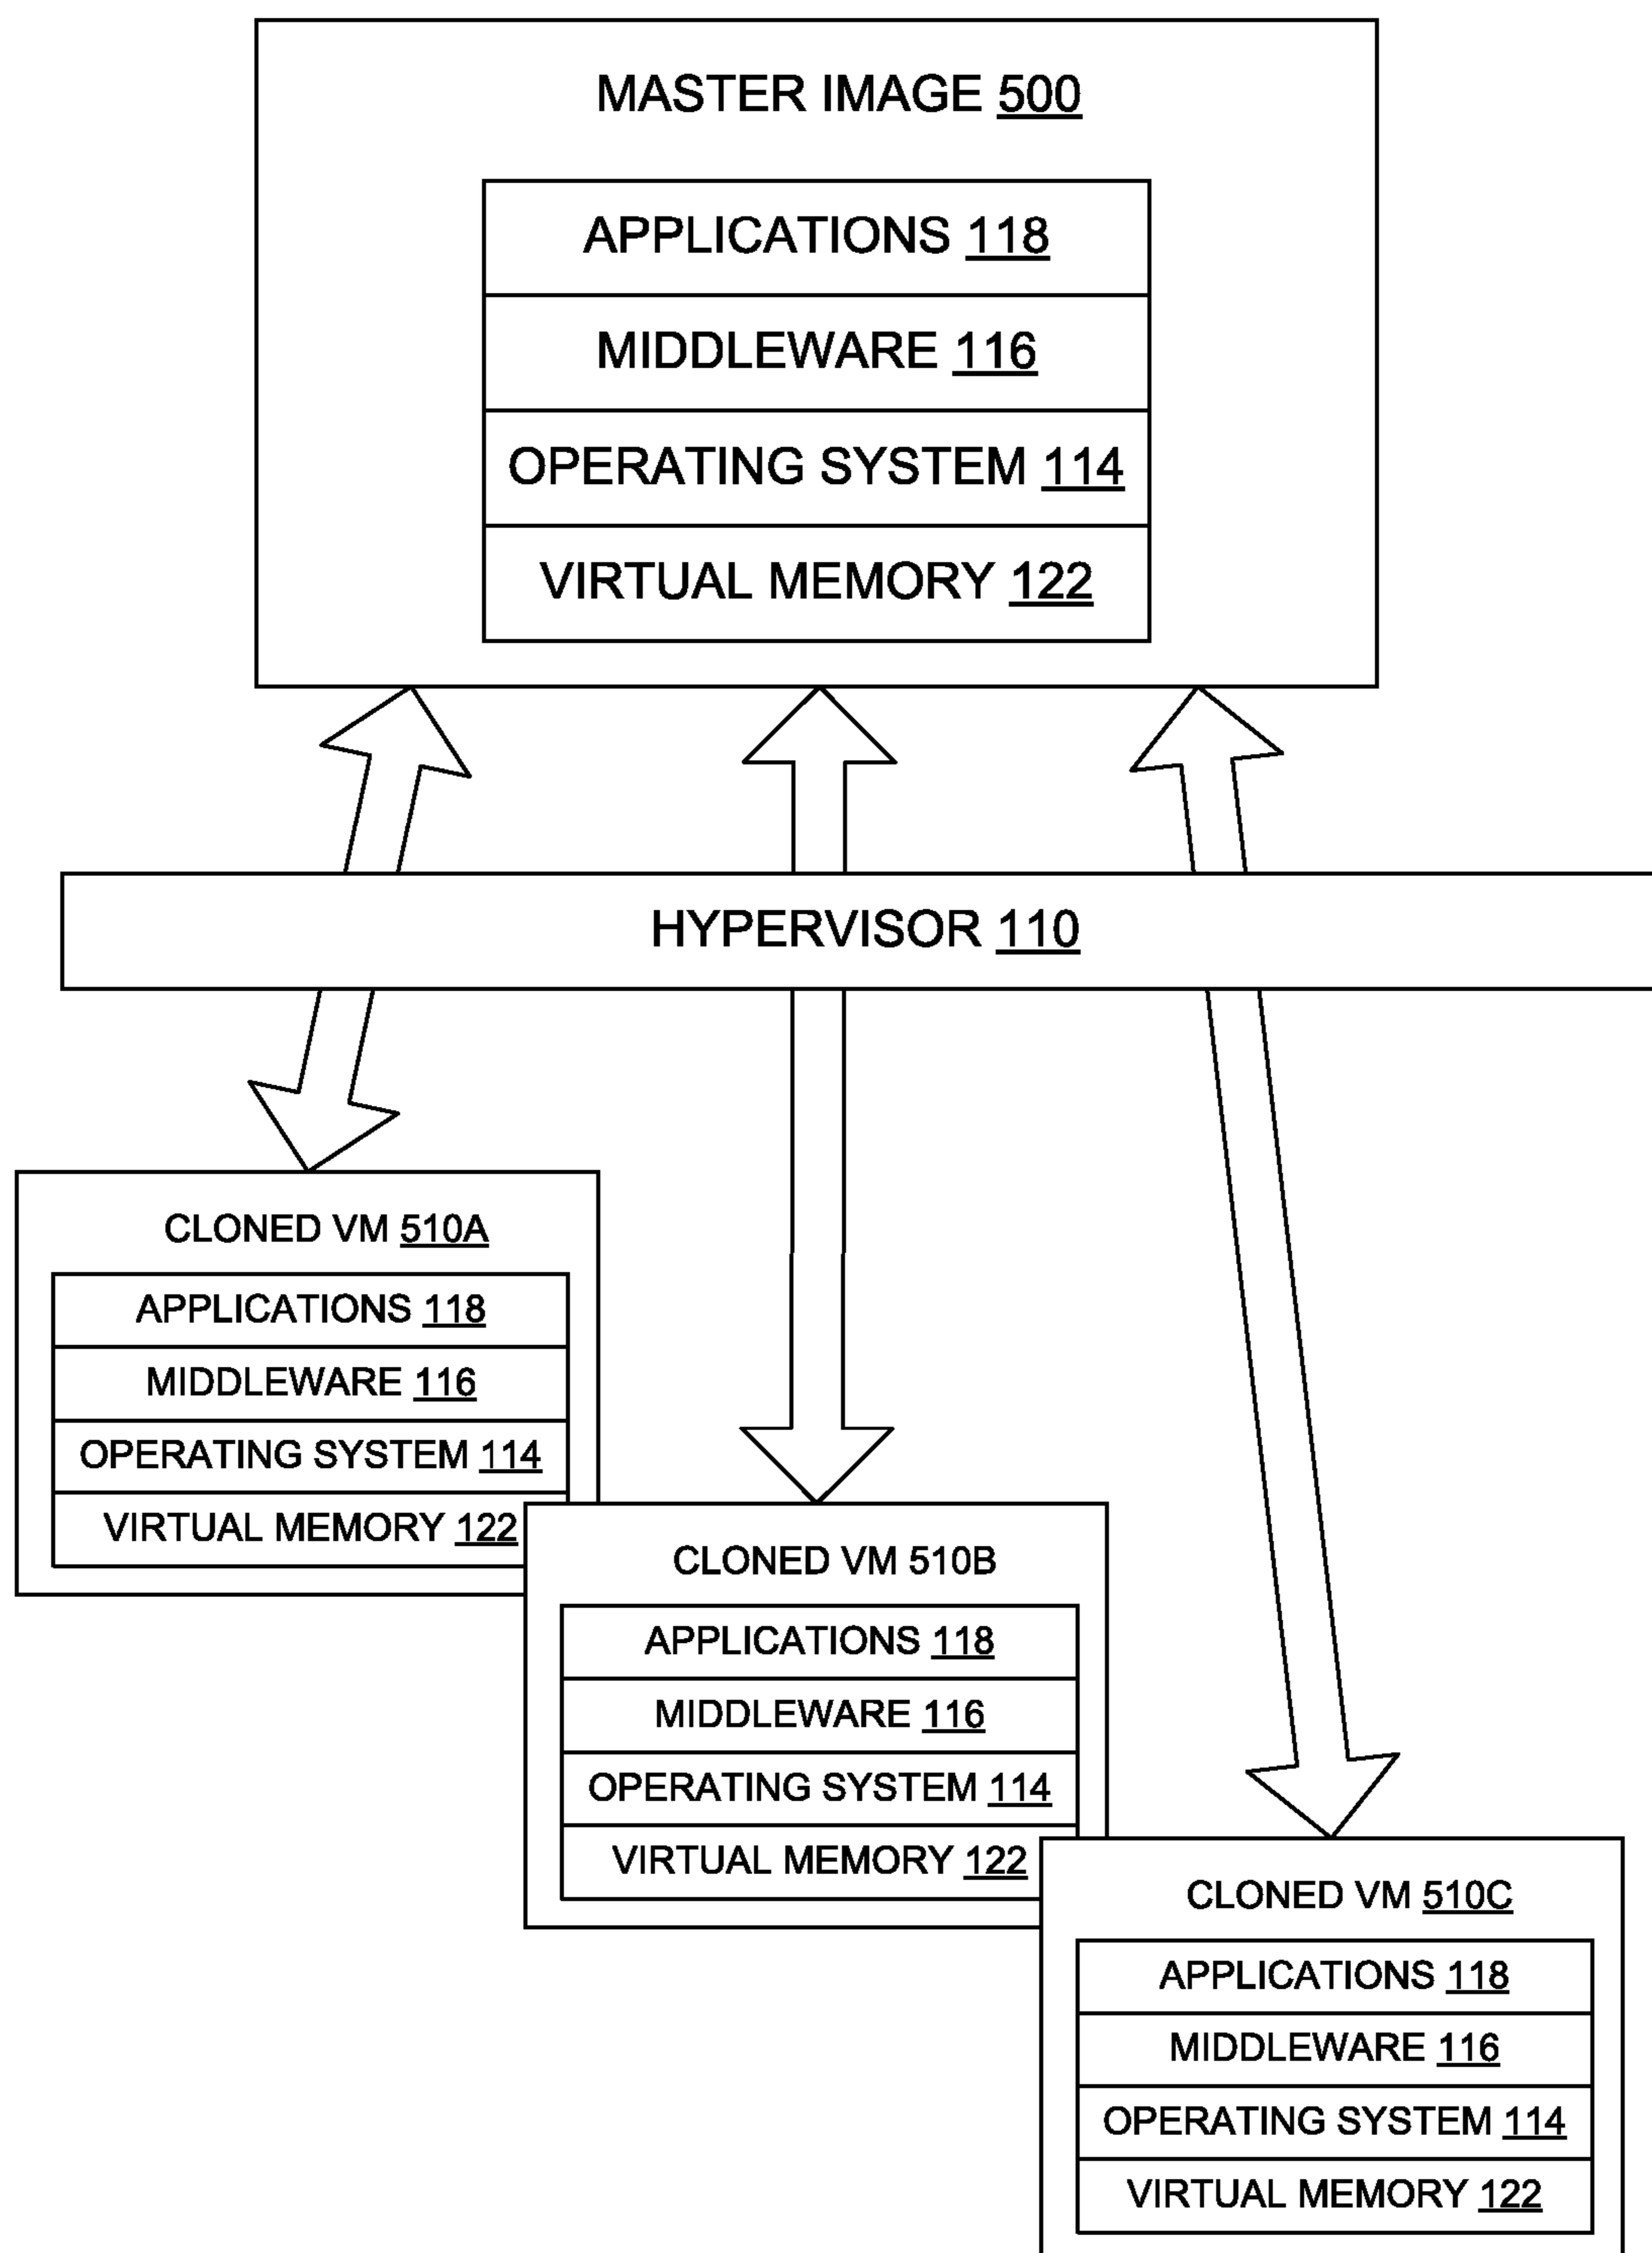 MASTER IMAGE 500
APPLICATIONS 118
MIDDLEWARE 116
OPERATING SYSTEM 114
VIRTUAL MEMORY 122
HYPERVISOR 110
CLONED VM 510A
APPLICATIONS 118
MIDDLEWARE 116
OPERATING SYSTEM 114
VIRTUAL MEMORY 122
CLONED VM 510B
APPLICATIONS 118
MIDDLEWARE 116
OPERATING SYSTEM 114
VIRTUAL MEMORY 122
CLONED VM 510C
APPLICATIONS 118
MIDDLEWARE 116
OPERATING SYSTEM 114
VIRTUAL MEMORY 122